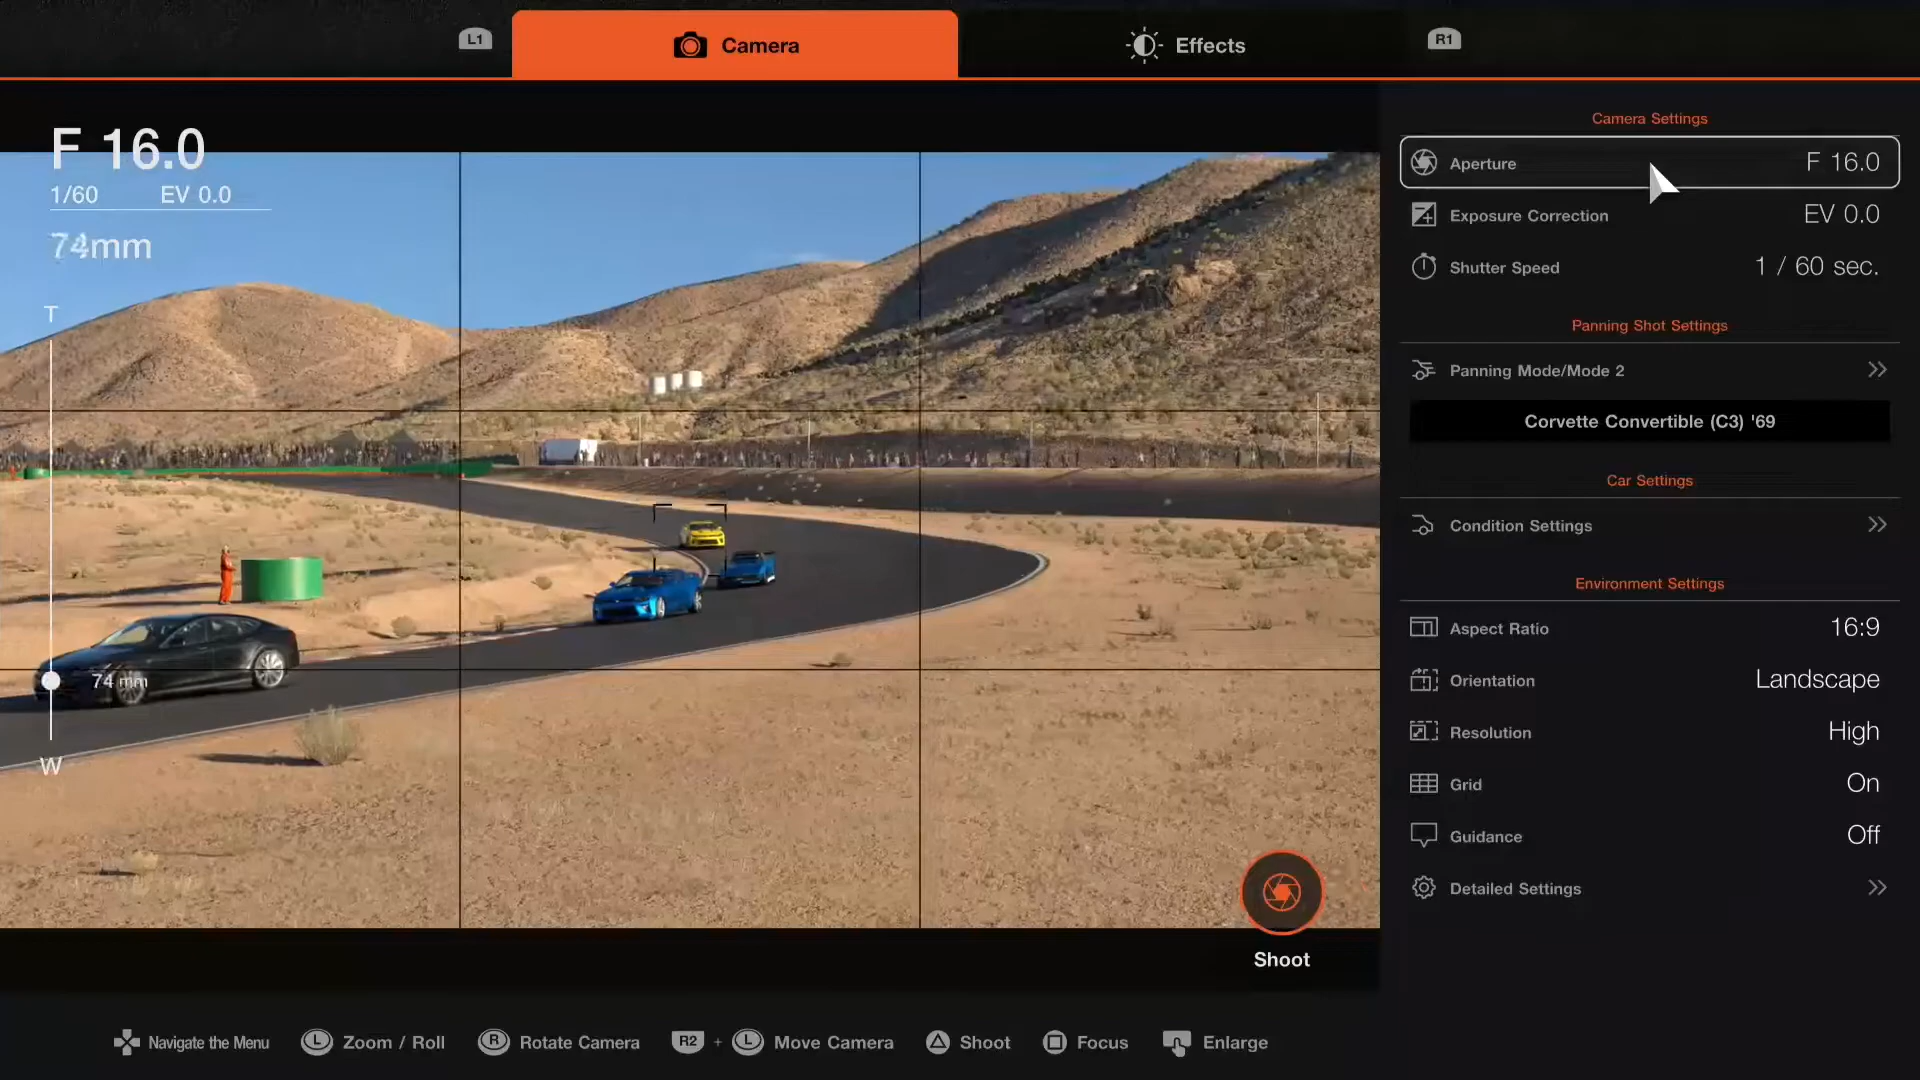 L1
Camera
Effects
R1
F 16.0
1/60 EV 0.0
74mm
T
74 mm
W
Shoot
Camera Settings
Aperture F 16.0
Exposure Correction EV 0.0
Shutter Speed 1 / 60 sec.
Panning Shot Settings
Panning Mode/Mode 2
Corvette Convertible (C3) '69
Car Settings
Condition Settings
Environment Settings
Aspect Ratio 16:9
Orientation Landscape
Resolution High
Grid On
Guidance Off
Detailed Settings
Navigate the Menu L Zoom / Roll R Rotate Camera R2 + L Move Camera Shoot Focus Enlarge